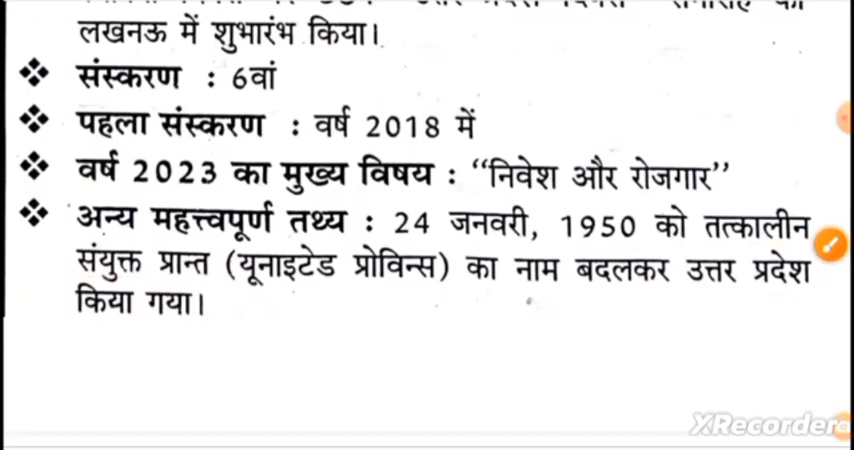 लखनऊ में शुभारंभ किया।
❖ संस्करण : 6वां
❖ पहला संस्करण : वर्ष 2018 में
❖ वर्ष 2023 का मुख्य विषय : “निवेश और रोजगार”
❖ अन्य महत्त्वपूर्ण तथ्य : 24 जनवरी, 1950 को तत्कालीन
संयुक्त प्रान्त (यूनाइटेड प्रोविन्स) का नाम बदलकर उत्तर प्रदेश
किया गया।
XRecorder